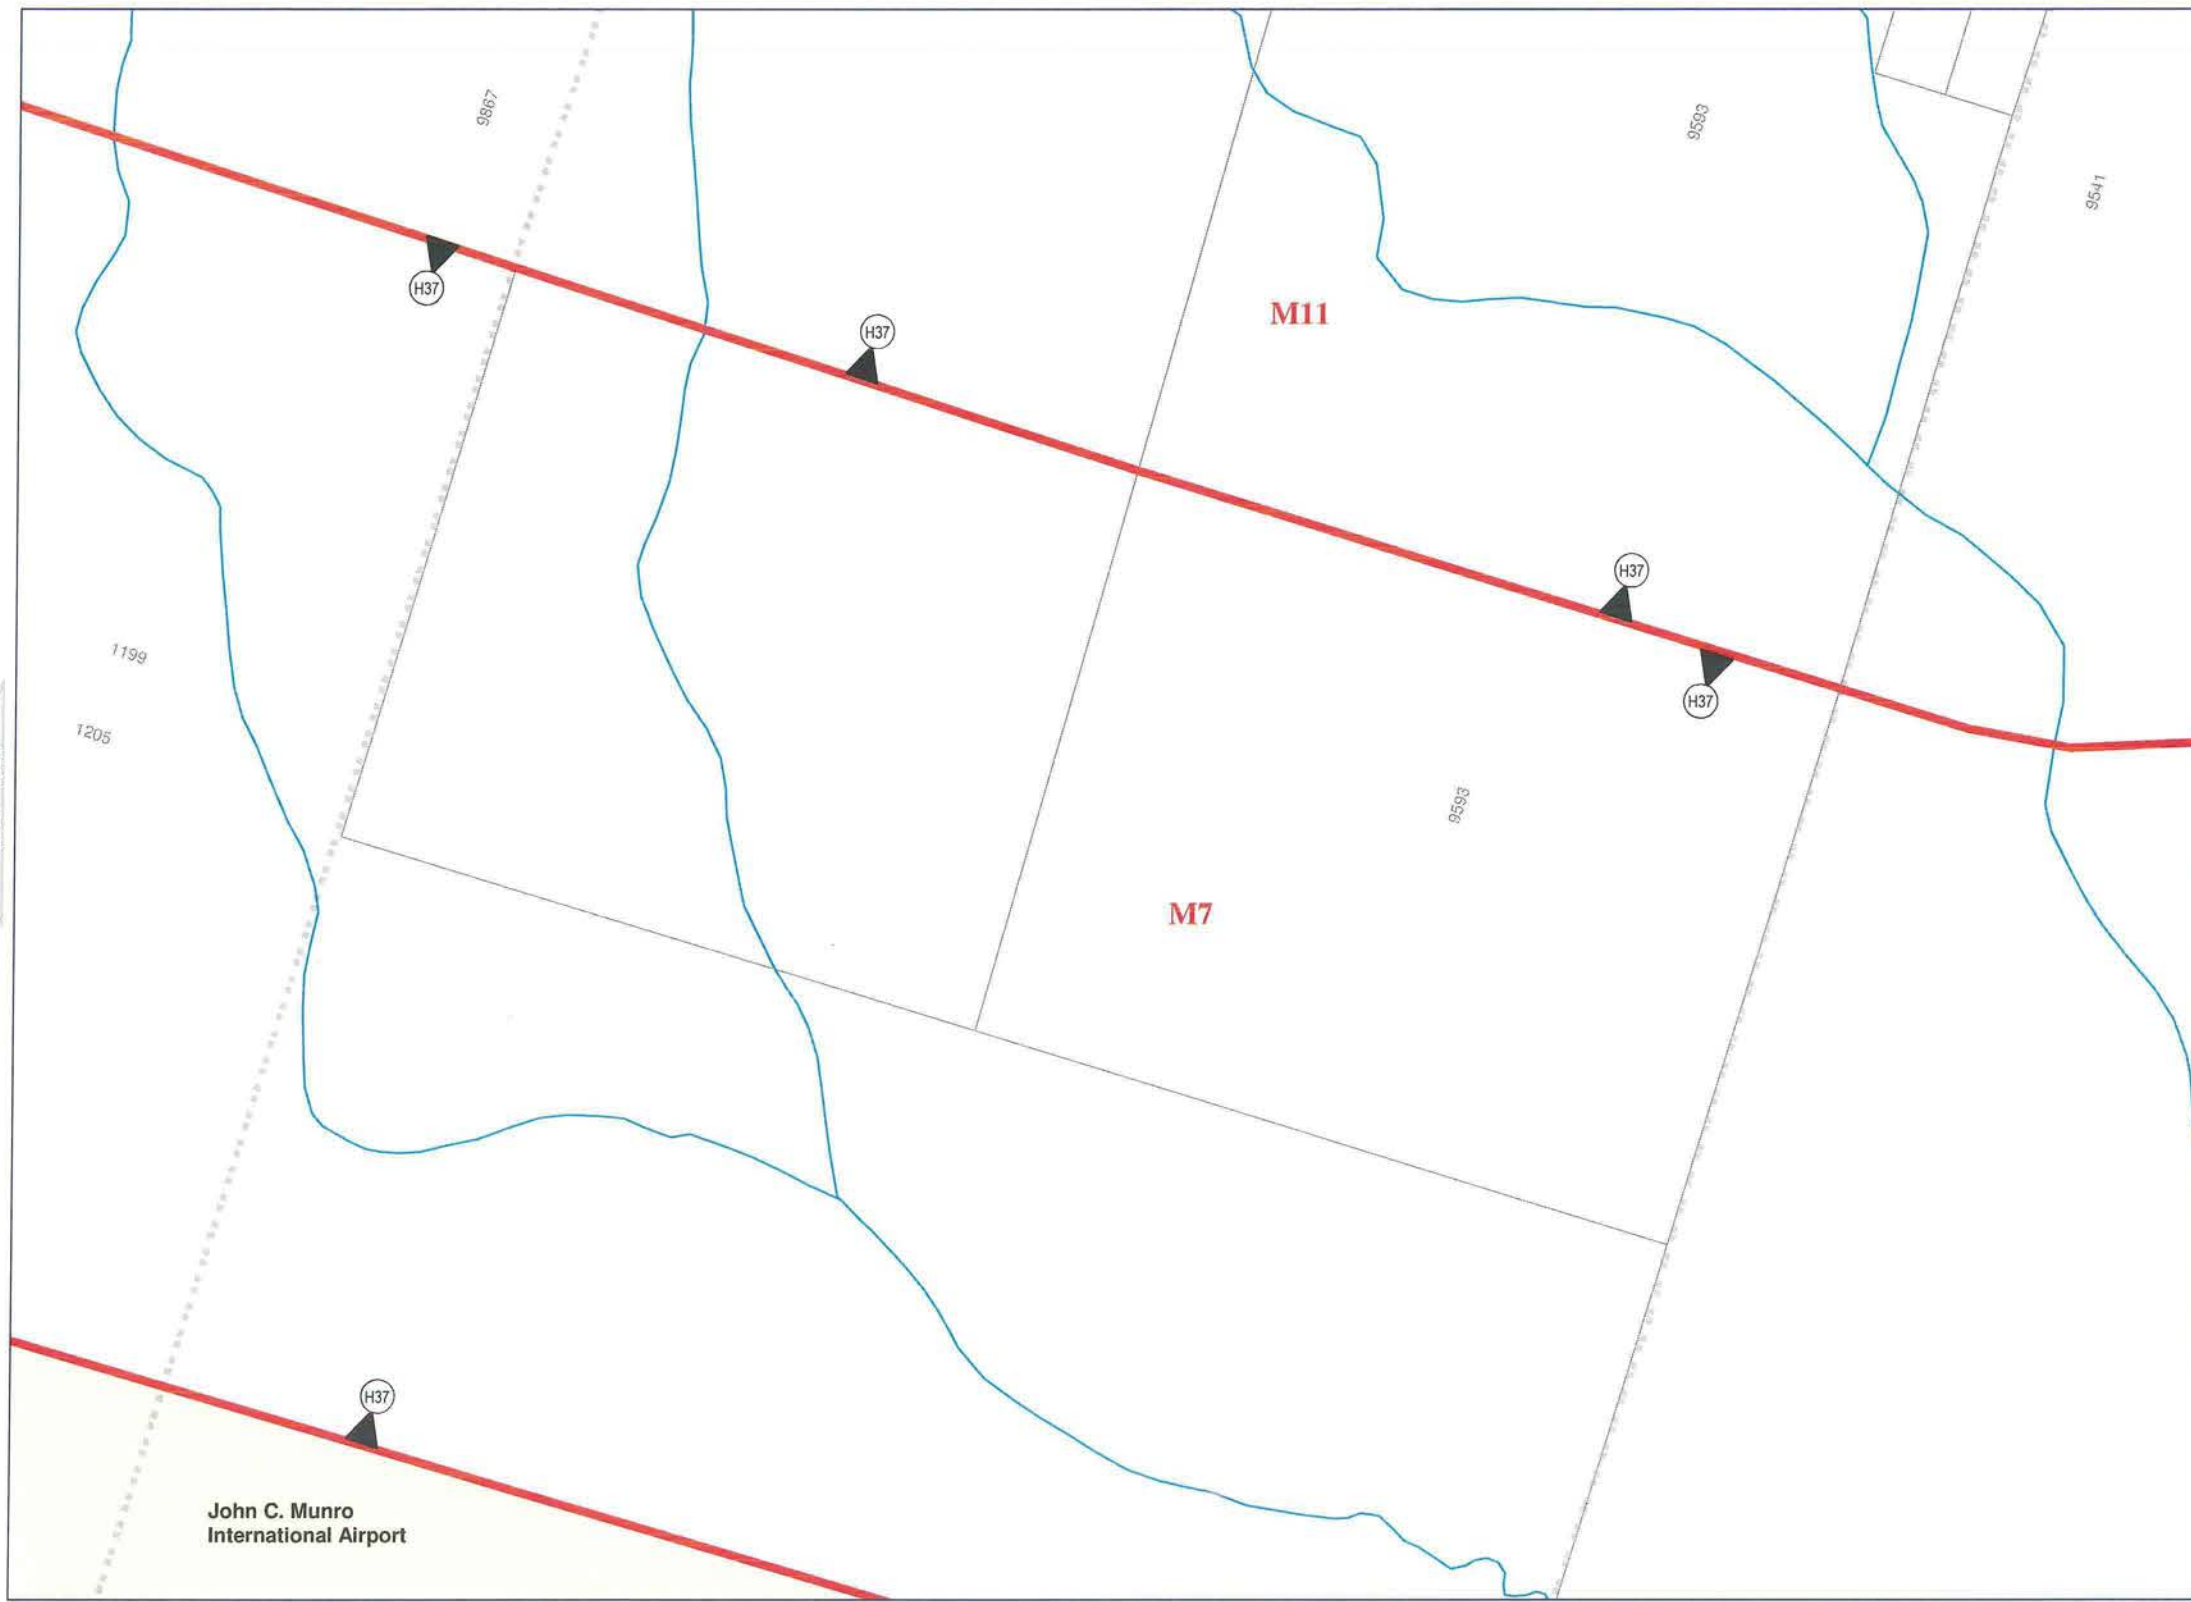 9867
9593
9541
H37
M11
H37
H37
1199
H37
1205
9593
M7
H37
John C. Munro
International Airport